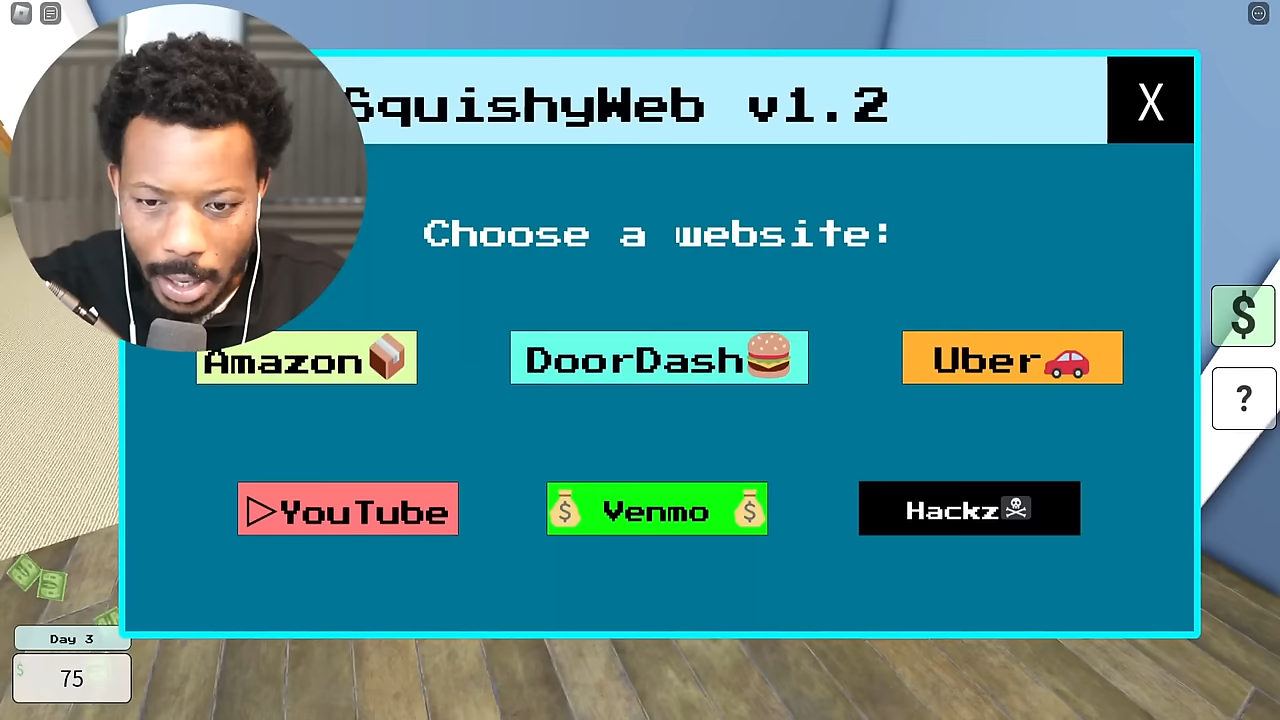 SquishyWeb v1.2
X
Choose a website:
Amazon
DoorDash
Uber
YouTube
Venmo
Hackz
$
?
Day 3
$ 75